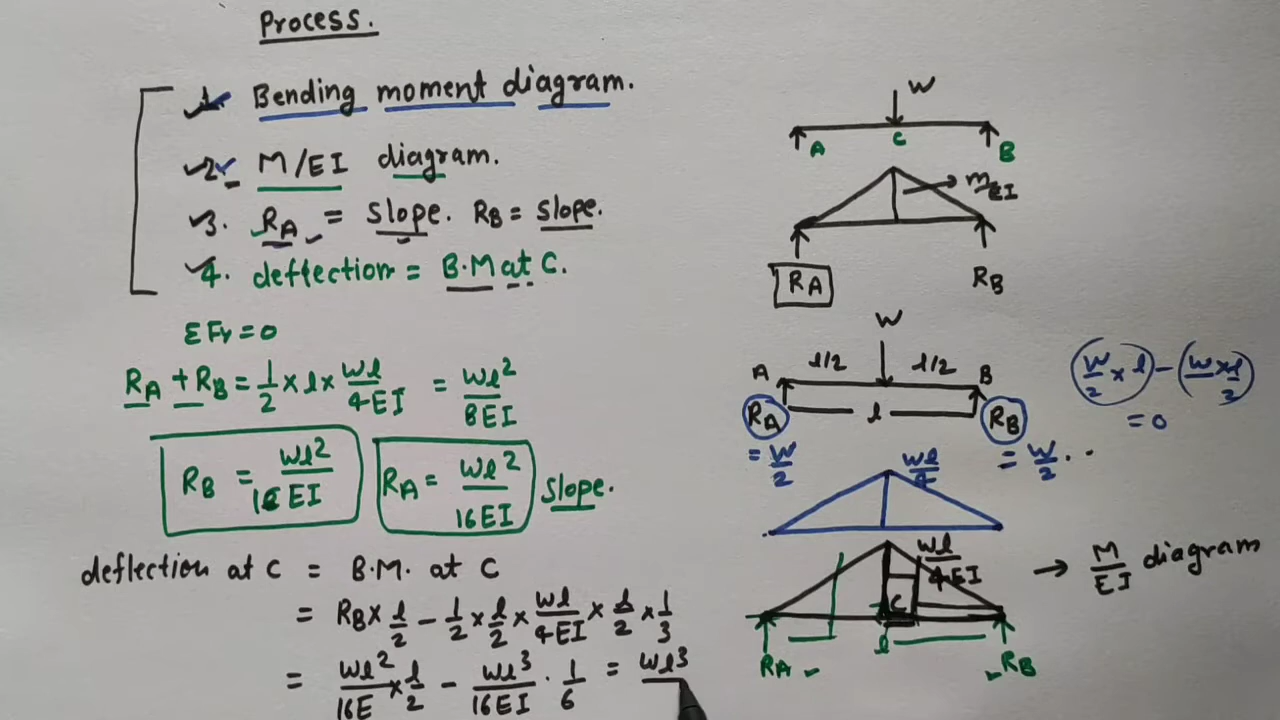 Process.
1. Bending moment diagram.
2. M/EI diagram.
3. RA = slope. RB = slope.
4. deflection = B.M at C.
ΣFy = 0
RA + RB = 1/2 × l × Wl/4EI = Wl²/8EI
RB = Wl²/16EI
RA = Wl²/16EI slope.
deflection at C = B.M. at C
= RB × l/2 - 1/2 × l/2 × Wl/4EI × l/2 × 1/3
= Wl²/16E × l/2 - Wl³/16EI · 1/6 = Wl³
W
A C B
m/EI
RA RB
W
A l/2 l/2 B
RA l RB
= W/2 = W/2 ..
(W/2 × l) - (W × l/2)
= 0
Wl/4
Wl/4EI → M/EI diagram
C
l
RA RB